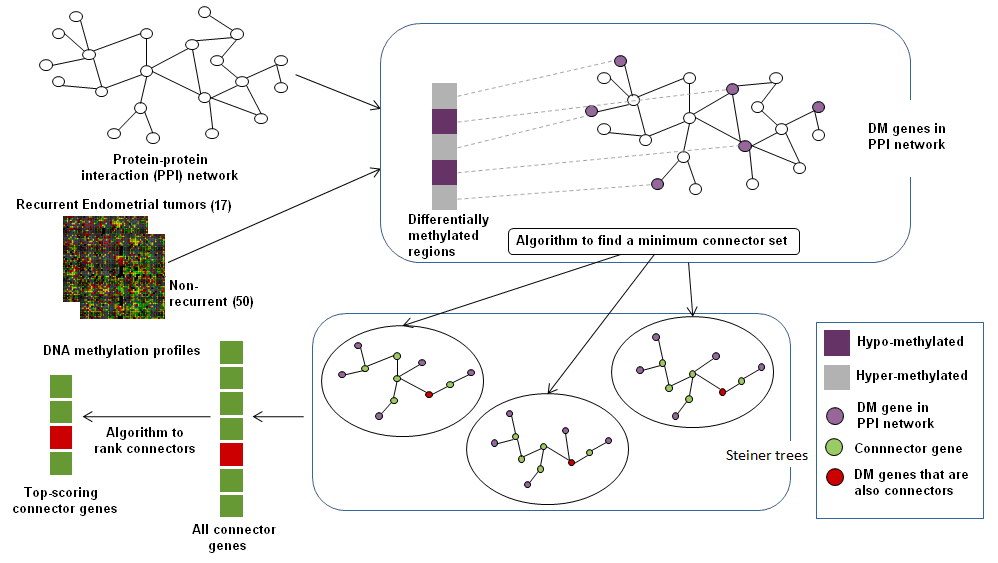 Protein-protein
interaction (PPI) network
Recurrent Endometrial tumors (17)
Non-
recurrent (50)
DNA methylation profiles
Differentially
methylated
regions
DM genes in
PPI network
Algorithm to find a minimum connector set
Steiner trees
Hypo-methylated
Hyper-methylated
DM gene in
PPI network
Connnector gene
DM genes that are
also connectors
All connector
genes
Algorithm to
rank connectors
Top-scoring
connector genes